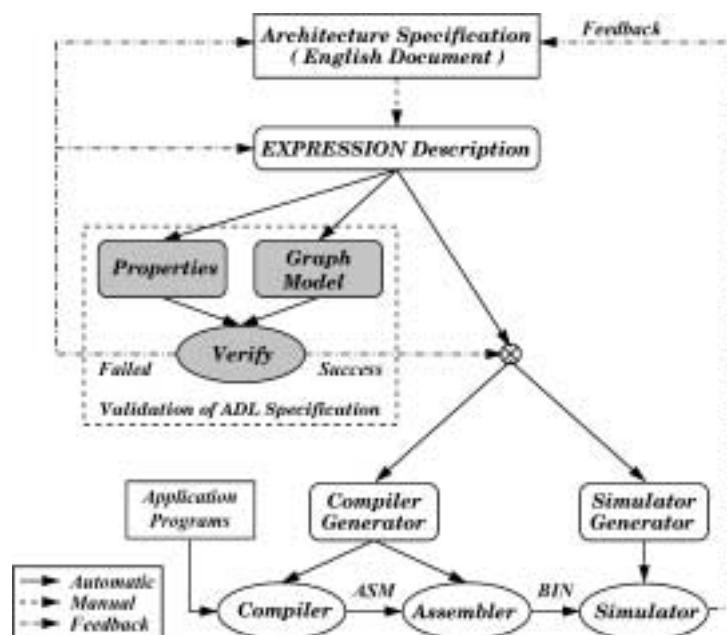 Architecture Specification
( English Document )
Feedback
EXPRESSION Description
Properties
Graph
Model
Verify
Failed
Success
Validation of ADL Specification
Application
Programs
Compiler
Generator
Simulator
Generator
Automatic
Manual
Feedback
Compiler
ASM
Assembler
BIN
Simulator